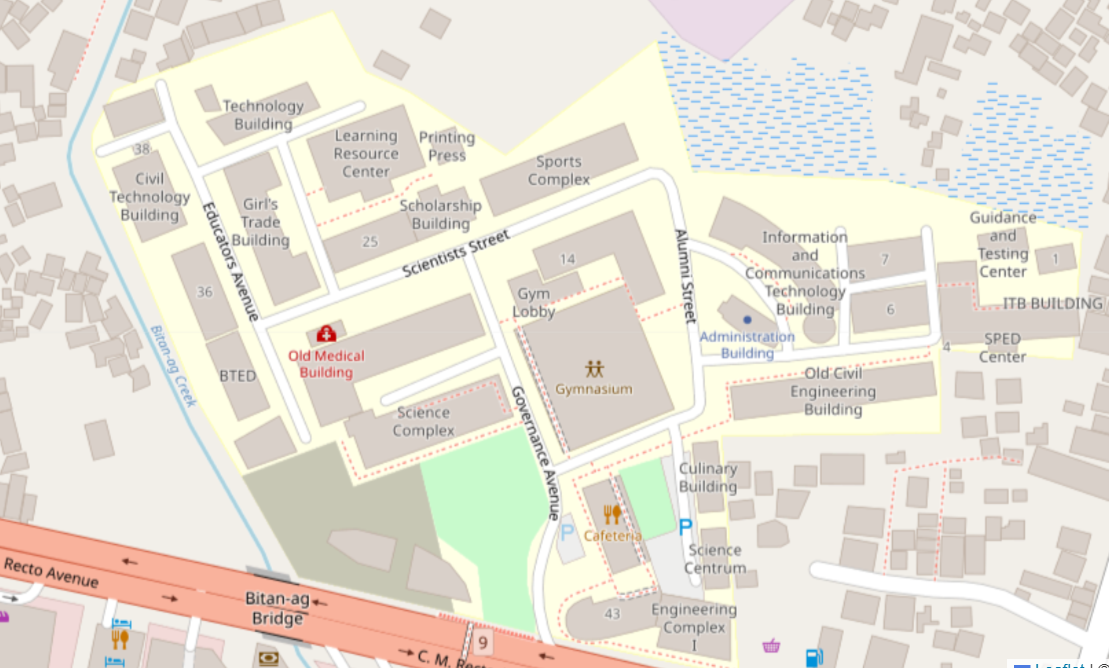 Technology
Building
Learning
Resource
Center
Printing
Press
38
Civil
Technology
Building
Sports
Complex
Girl's
Trade
Building
Scholarship
Building
25
Educators Avenue
Scientists Street
14
Alumni Street
Guidance
and
Testing
Center
Information
and
Communications
Technology
Building
7
1
36
Gym
Lobby
6
ITB BUILDING
Old Medical
Building
Administration
Building
4
SPED
Center
Bitan-ag Creek
BTED
Gymnasium
Old Civil
Engineering
Building
Science
Complex
Governance Avenue
Culinary
Building
P
P
Cafeteria
Science
Centrum
Recto Avenue
Bitan-ag
Bridge
43
Engineering
Complex
I
9
C. M. Rect
Leaflet | ©